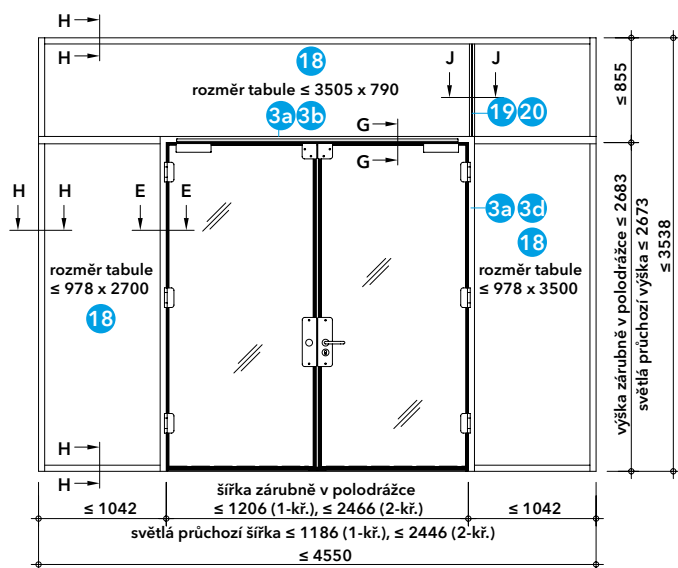 H
H
18
rozměr tabule ≤ 3505 x 790
J
J
19 20
3a 3b
G
G
≤ 855
H
H
E
E
3a 3d
18
rozměr tabule
≤ 978 x 2700
18
rozměr tabule
≤ 978 x 3500
výška zárubně v polodrážce ≤ 2683
světlá průchozí výška ≤ 2673
≤ 3538
H
H
šířka zárubně v polodrážce
≤ 1042
≤ 1206 (1-kř.), ≤ 2466 (2-kř.)
≤ 1042
světlá průchozí šířka ≤ 1186 (1-kř.), ≤ 2446 (2-kř.)
≤ 4550